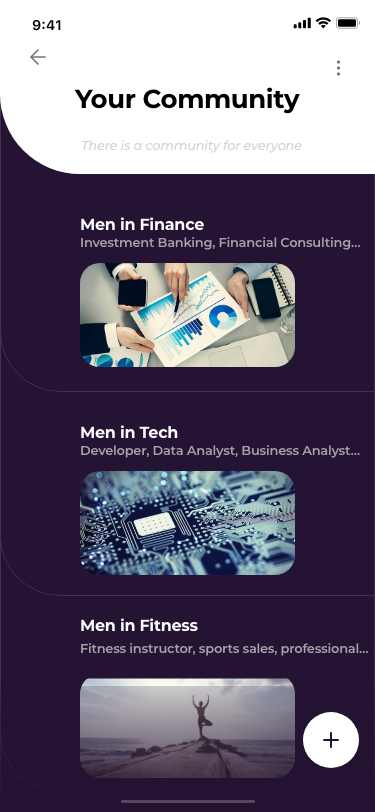 9:41
Your Community
There is a community for everyone
Men in Finance
Investment Banking, Financial Consulting...
Men in Tech
Developer, Data Analyst, Business Analyst...
Men in Fitness
Fitness instructor, sports sales, professional...